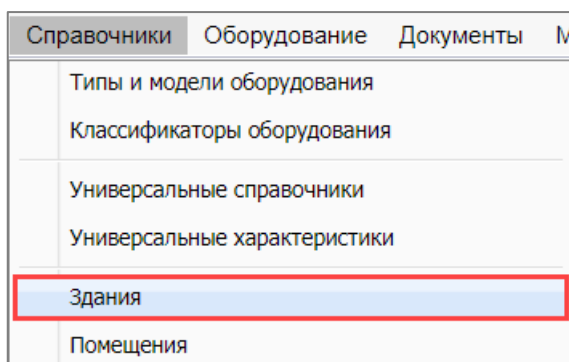 Справочники Оборудование Документы
Типы и модели оборудования
Классификаторы оборудования
Универсальные справочники
Универсальные характеристики
Здания
Помещения